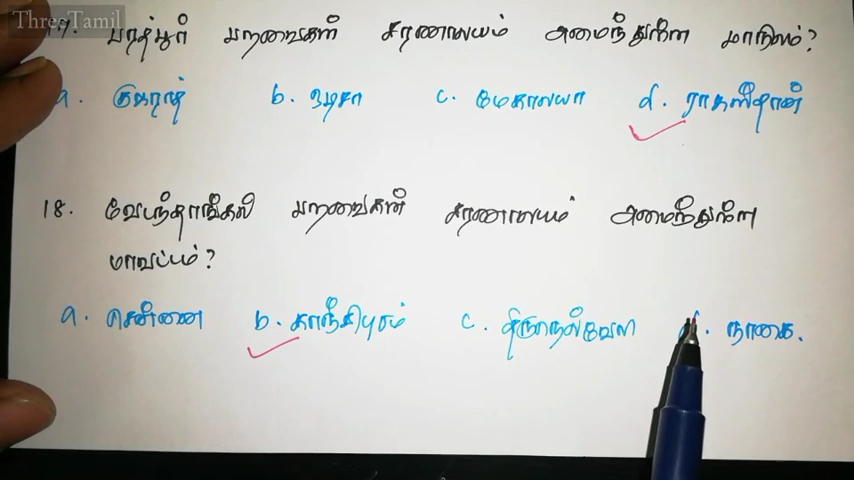 ThreeTamil
17. பரத்பூர் பறவைகள் சரணாலயம் அமைந்துள்ள மாநிலம்?
a. குஜராத் b. ஒடிசா c. மேகாலயா d. ராஜஸ்தான்
18. வேடந்தாங்கல் பறவைகள் சரணாலயம் அமைந்துள்ள
மாவட்டம்?
a. சென்னை b. காஞ்சிபுரம் c. திருநெல்வேலி d. நாகை.